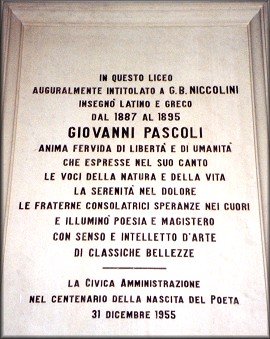 IN QUESTO LICEO
AUGURALMENTE INTITOLATO A G.B. NICCOLINI
INSEGNÒ LATINO E GRECO
DAL 1887 AL 1895
GIOVANNI PASCOLI
ANIMA FERVIDA DI LIBERTÀ E DI UMANITÀ
CHE ESPRESSE NEL SUO CANTO
LE VOCI DELLA NATURA E DELLA VITA
LA SERENITÀ NEL DOLORE
LE FRATERNE CONSOLATRICI SPERANZE NEI CUORI
E ILLUMINÒ POESIA E MAGISTERO
CON SENSO E INTELLETTO D'ARTE
DI CLASSICHE BELLEZZE
LA CIVICA AMMINISTRAZIONE
NEL CENTENARIO DELLA NASCITA DEL POETA
31 DICEMBRE 1955